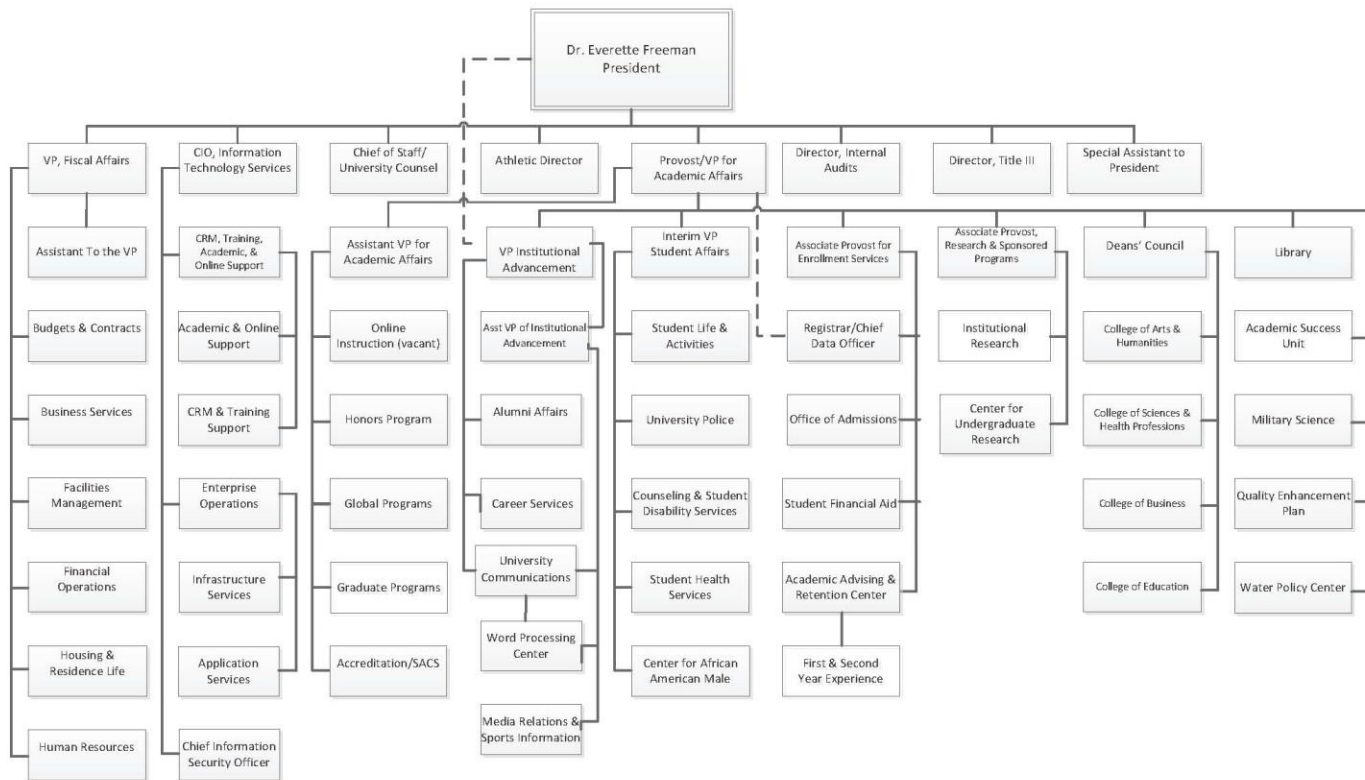 Dr. Everette Freeman
President
VP, Fiscal Affairs
CIO, Information
Technology Services
Chief of Staff/
University Counsel
Athletic Director
Provost/VP for
Academic Affairs
Director, Internal
Audits
Director, Title III
Special Assistant to
President
Assistant To the VP
CRM, Training,
Academic, &
Online Support
Assistant VP for
Academic Affairs
VP Institutional
Advancement
Interim VP
Student Affairs
Associate Provost for
Enrollment Services
Associate Provost,
Research & Sponsored
Programs
Deans' Council
Library
Budgets & Contracts
Academic & Online
Support
Online
Instruction (vacant)
Asst VP of Institutional
Advancement
Student Life &
Activities
Registrar/Chief
Data Officer
Institutional
Research
College of Arts &
Humanities
Academic Success
Unit
Business Services
CRM & Training
Support
Honors Program
Alumni Affairs
University Police
Office of Admissions
Center for
Undergraduate
Research
College of Sciences &
Health Professions
Military Science
Facilities
Management
Enterprise
Operations
Global Programs
Career Services
Counseling & Student
Disability Services
Student Financial Aid
College of Business
Quality Enhancement
Plan
Financial
Operations
Infrastructure
Services
Graduate Programs
University
Communications
Student Health
Services
Academic Advising &
Retention Center
College of Education
Water Policy Center
Housing &
Residence Life
Application
Services
Accreditation/SACS
Word Processing
Center
Center for African
American Male
First & Second
Year Experience
Human Resources
Chief Information
Security Officer
Media Relations &
Sports Information